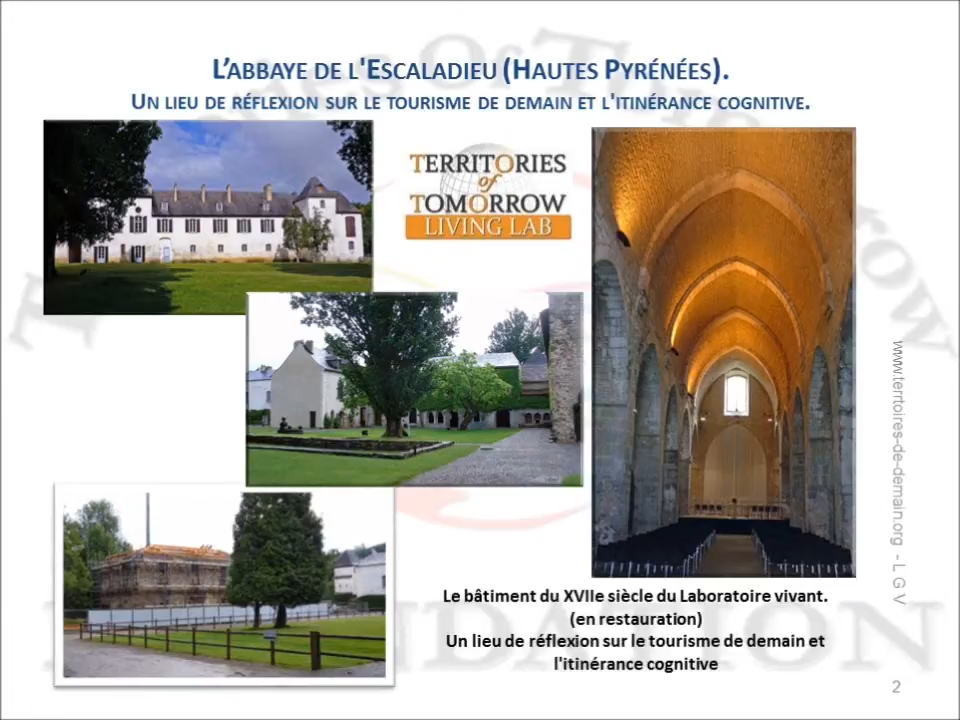 L'ABBAYE DE L'ESCALADIEU (HAUTES PYRÉNÉES).
UN LIEU DE RÉFLEXION SUR LE TOURISME DE DEMAIN ET L'ITINÉRANCE COGNITIVE.
TERRITORIES
of
TOMORROW
LIVING LAB
Le bâtiment du XVIIe siècle du Laboratoire vivant.
(en restauration)
Un lieu de réflexion sur le tourisme de demain et
l'itinérance cognitive
www.territoires-de-demain.org - L G V
2